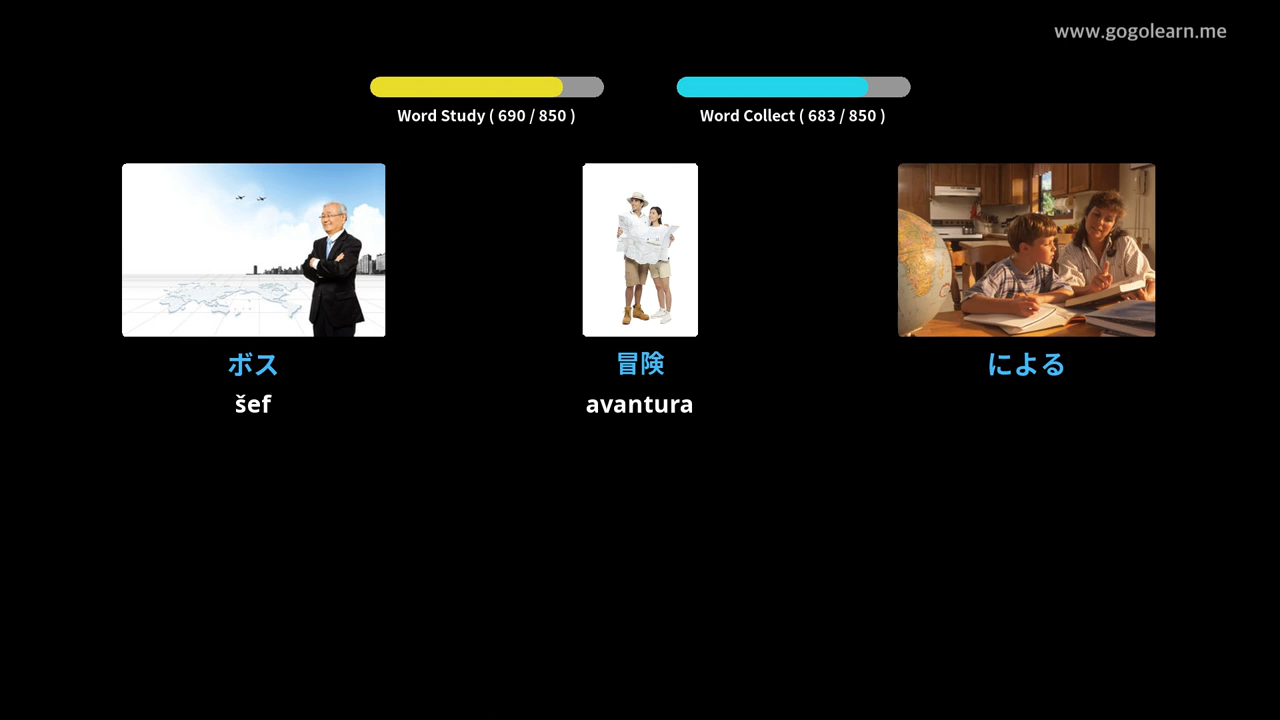 www.gogolearn.me
Word Study ( 690 / 850 )
Word Collect ( 683 / 850 )
ボス
冒険
による
šef
avantura